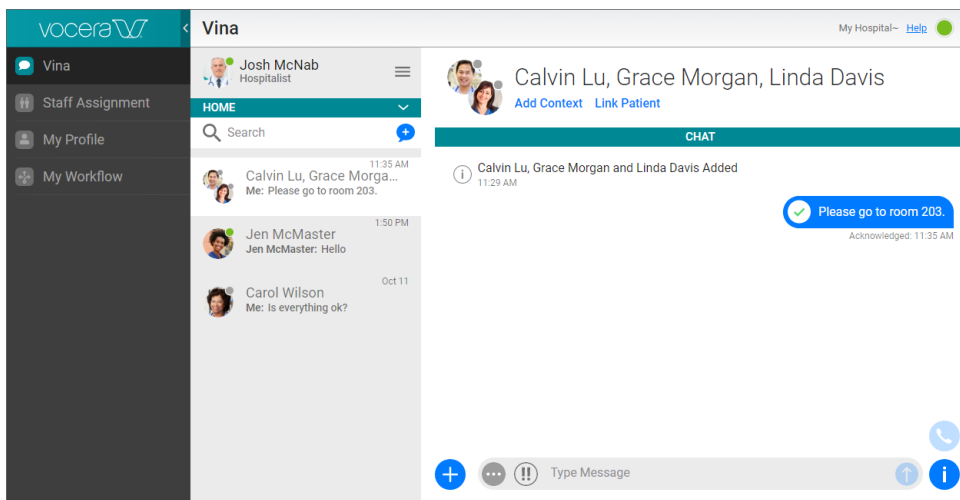 vocera
Vina
My Hospital~ Help
Vina
Staff Assignment
My Profile
My Workflow
Josh McNab
Hospitalist
HOME
Search
11:35 AM
Calvin Lu, Grace Morga...
Me: Please go to room 203.
1:50 PM
Jen McMaster
Jen McMaster: Hello
Oct 11
Carol Wilson
Me: Is everything ok?
Calvin Lu, Grace Morgan, Linda Davis
Add Context Link Patient
CHAT
Calvin Lu, Grace Morgan and Linda Davis Added
11:29 AM
Please go to room 203.
Acknowledged: 11:35 AM
Type Message